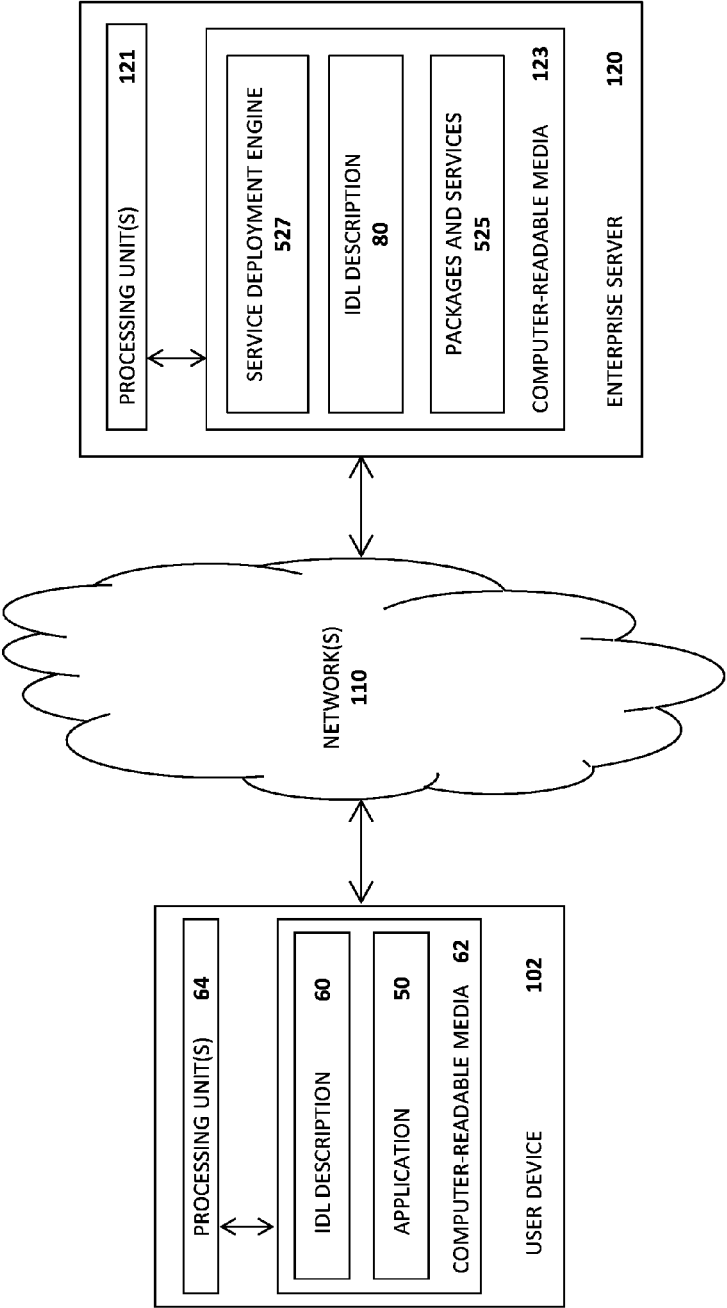 PROCESSING UNIT(S) 64
IDL DESCRIPTION 60
APPLICATION 50
COMPUTER-READABLE MEDIA 62
USER DEVICE 102
NETWORK(S)
110
PROCESSING UNIT(S) 121
SERVICE DEPLOYMENT ENGINE
527
IDL DESCRIPTION
80
PACKAGES AND SERVICES
525
COMPUTER-READABLE MEDIA 123
ENTERPRISE SERVER 120